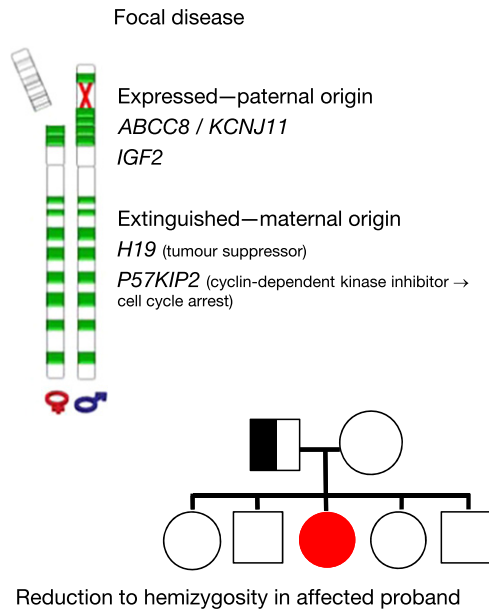 Focal disease
Expressed—paternal origin
ABCC8 / KCNJ11
IGF2
Extinguished—maternal origin
H19 (tumour suppressor)
P57KIP2 (cyclin-dependent kinase inhibitor →
cell cycle arrest)
Reduction to hemizygosity in affected proband